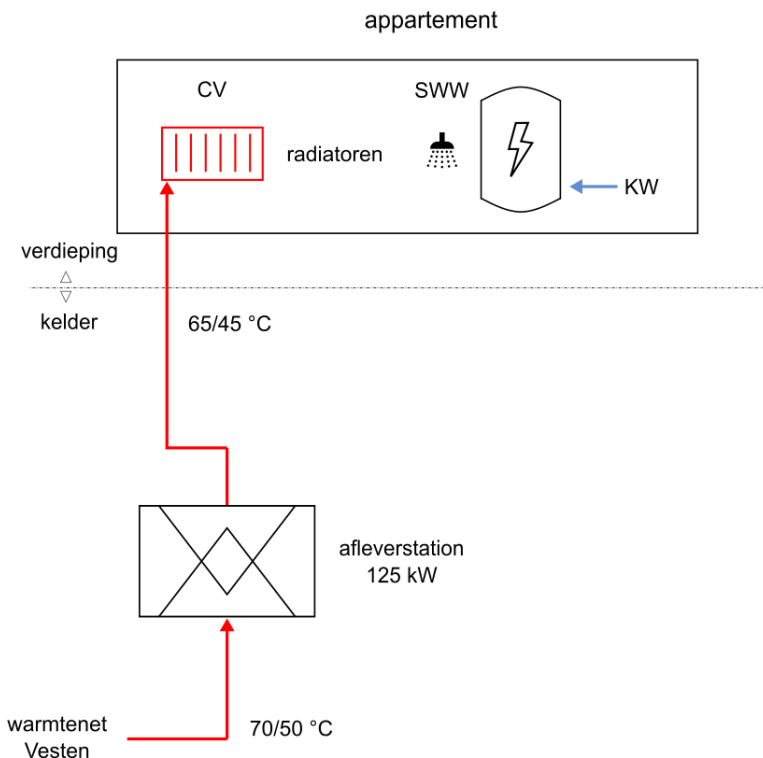 appartement
CV
SWW
radiatoren
KW
verdieping
kelder
65/45 °C
afleverstation
125 kW
warmtenet
Vesten
70/50 °C